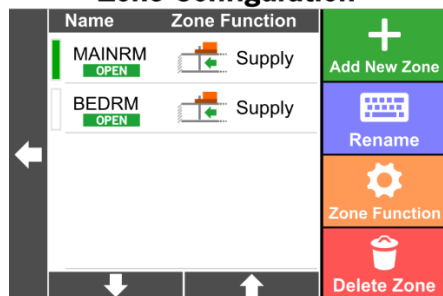 Zone Configuration
Name Zone Function
MAINRM
OPEN
Supply
BEDRM
OPEN
Supply
Add New Zone
Rename
Zone Function
Delete Zone